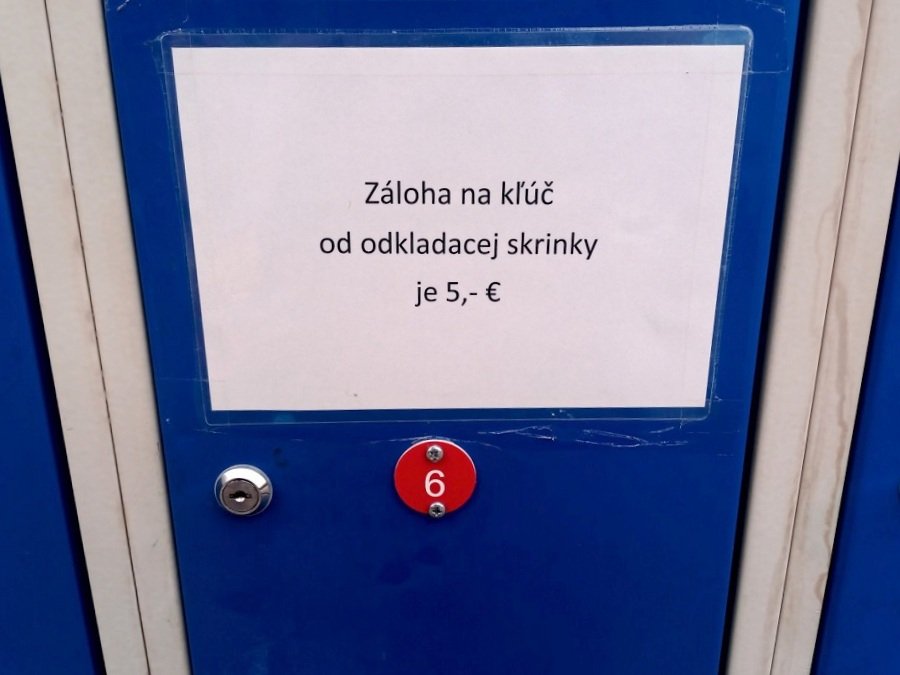 Záloha na kľúč
od odkladacej skrinky
je 5,- €
6